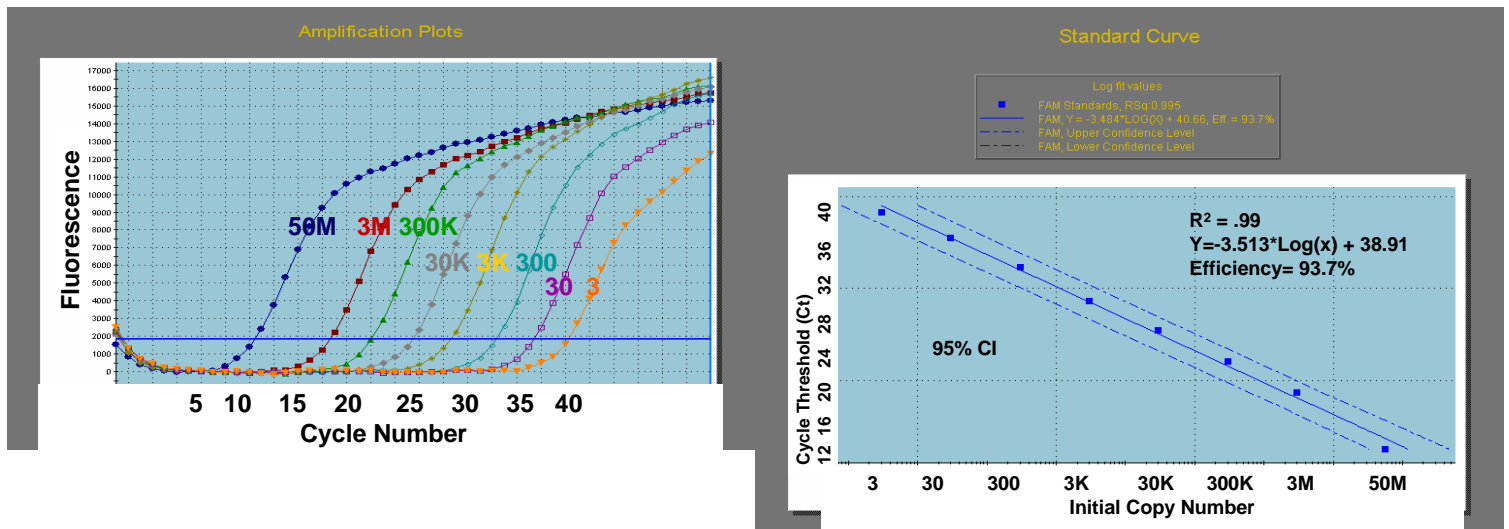 Amplification Plots
17000
16000
15000
14000
13000
12000
11000
10000
9000
8000
7000
6000
5000
4000
3000
2000
1000
0
Fluorescence
50M 3M 300K
30K 3K 300
30 3
5 10 15 20 25 30 35 40
Cycle Number
Standard Curve
Log fit values
FAM Standards, RSq:0.995
FAM, Y = -3.484*LOG(X) + 40.66, Eff. = 93.7%
FAM, Upper Confidence Level
FAM, Lower Confidence Level
R² = .99
Y=-3.513*Log(x) + 38.91
Efficiency= 93.7%
95% CI
Cycle Threshold (Ct)
40
36
32
28
24
20
16
12
3 30 300 3K 30K 300K 3M 50M
Initial Copy Number